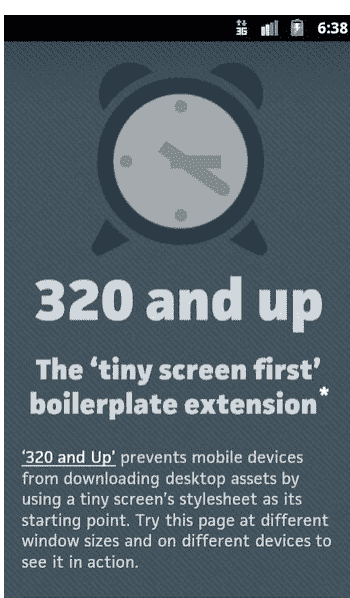 3G 6:38
320 and up
The ‘tiny screen first’
boilerplate extension*
‘320 and Up’ prevents mobile devices
from downloading desktop assets by
using a tiny screen’s stylesheet as its
starting point. Try this page at different
window sizes and on different devices to
see it in action.